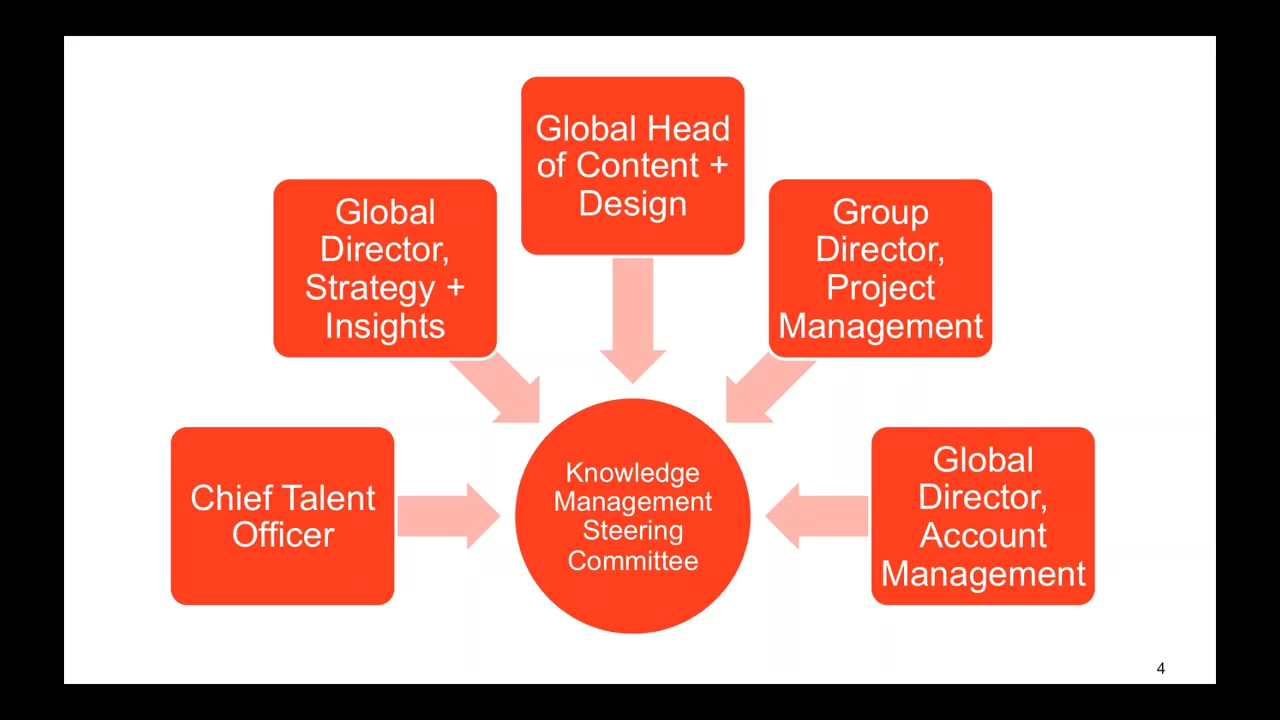 Global Head
of Content +
Design
Global
Director,
Strategy +
Insights
Group
Director,
Project
Management
Chief Talent
Officer
Knowledge
Management
Steering
Committee
Global
Director,
Account
Management
4